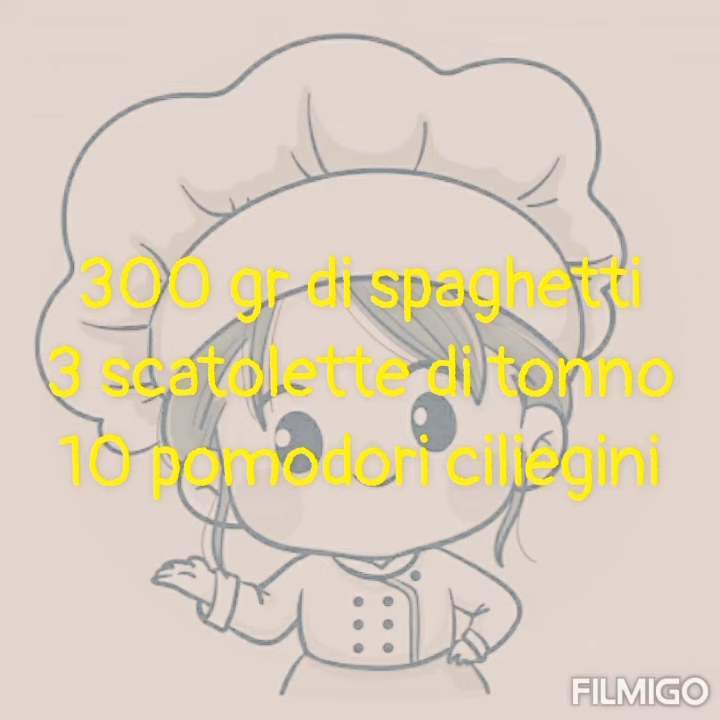 300 gr di spaghetti
3 scatolette di tonno
10 pomodori ciliegini
FILMIGO